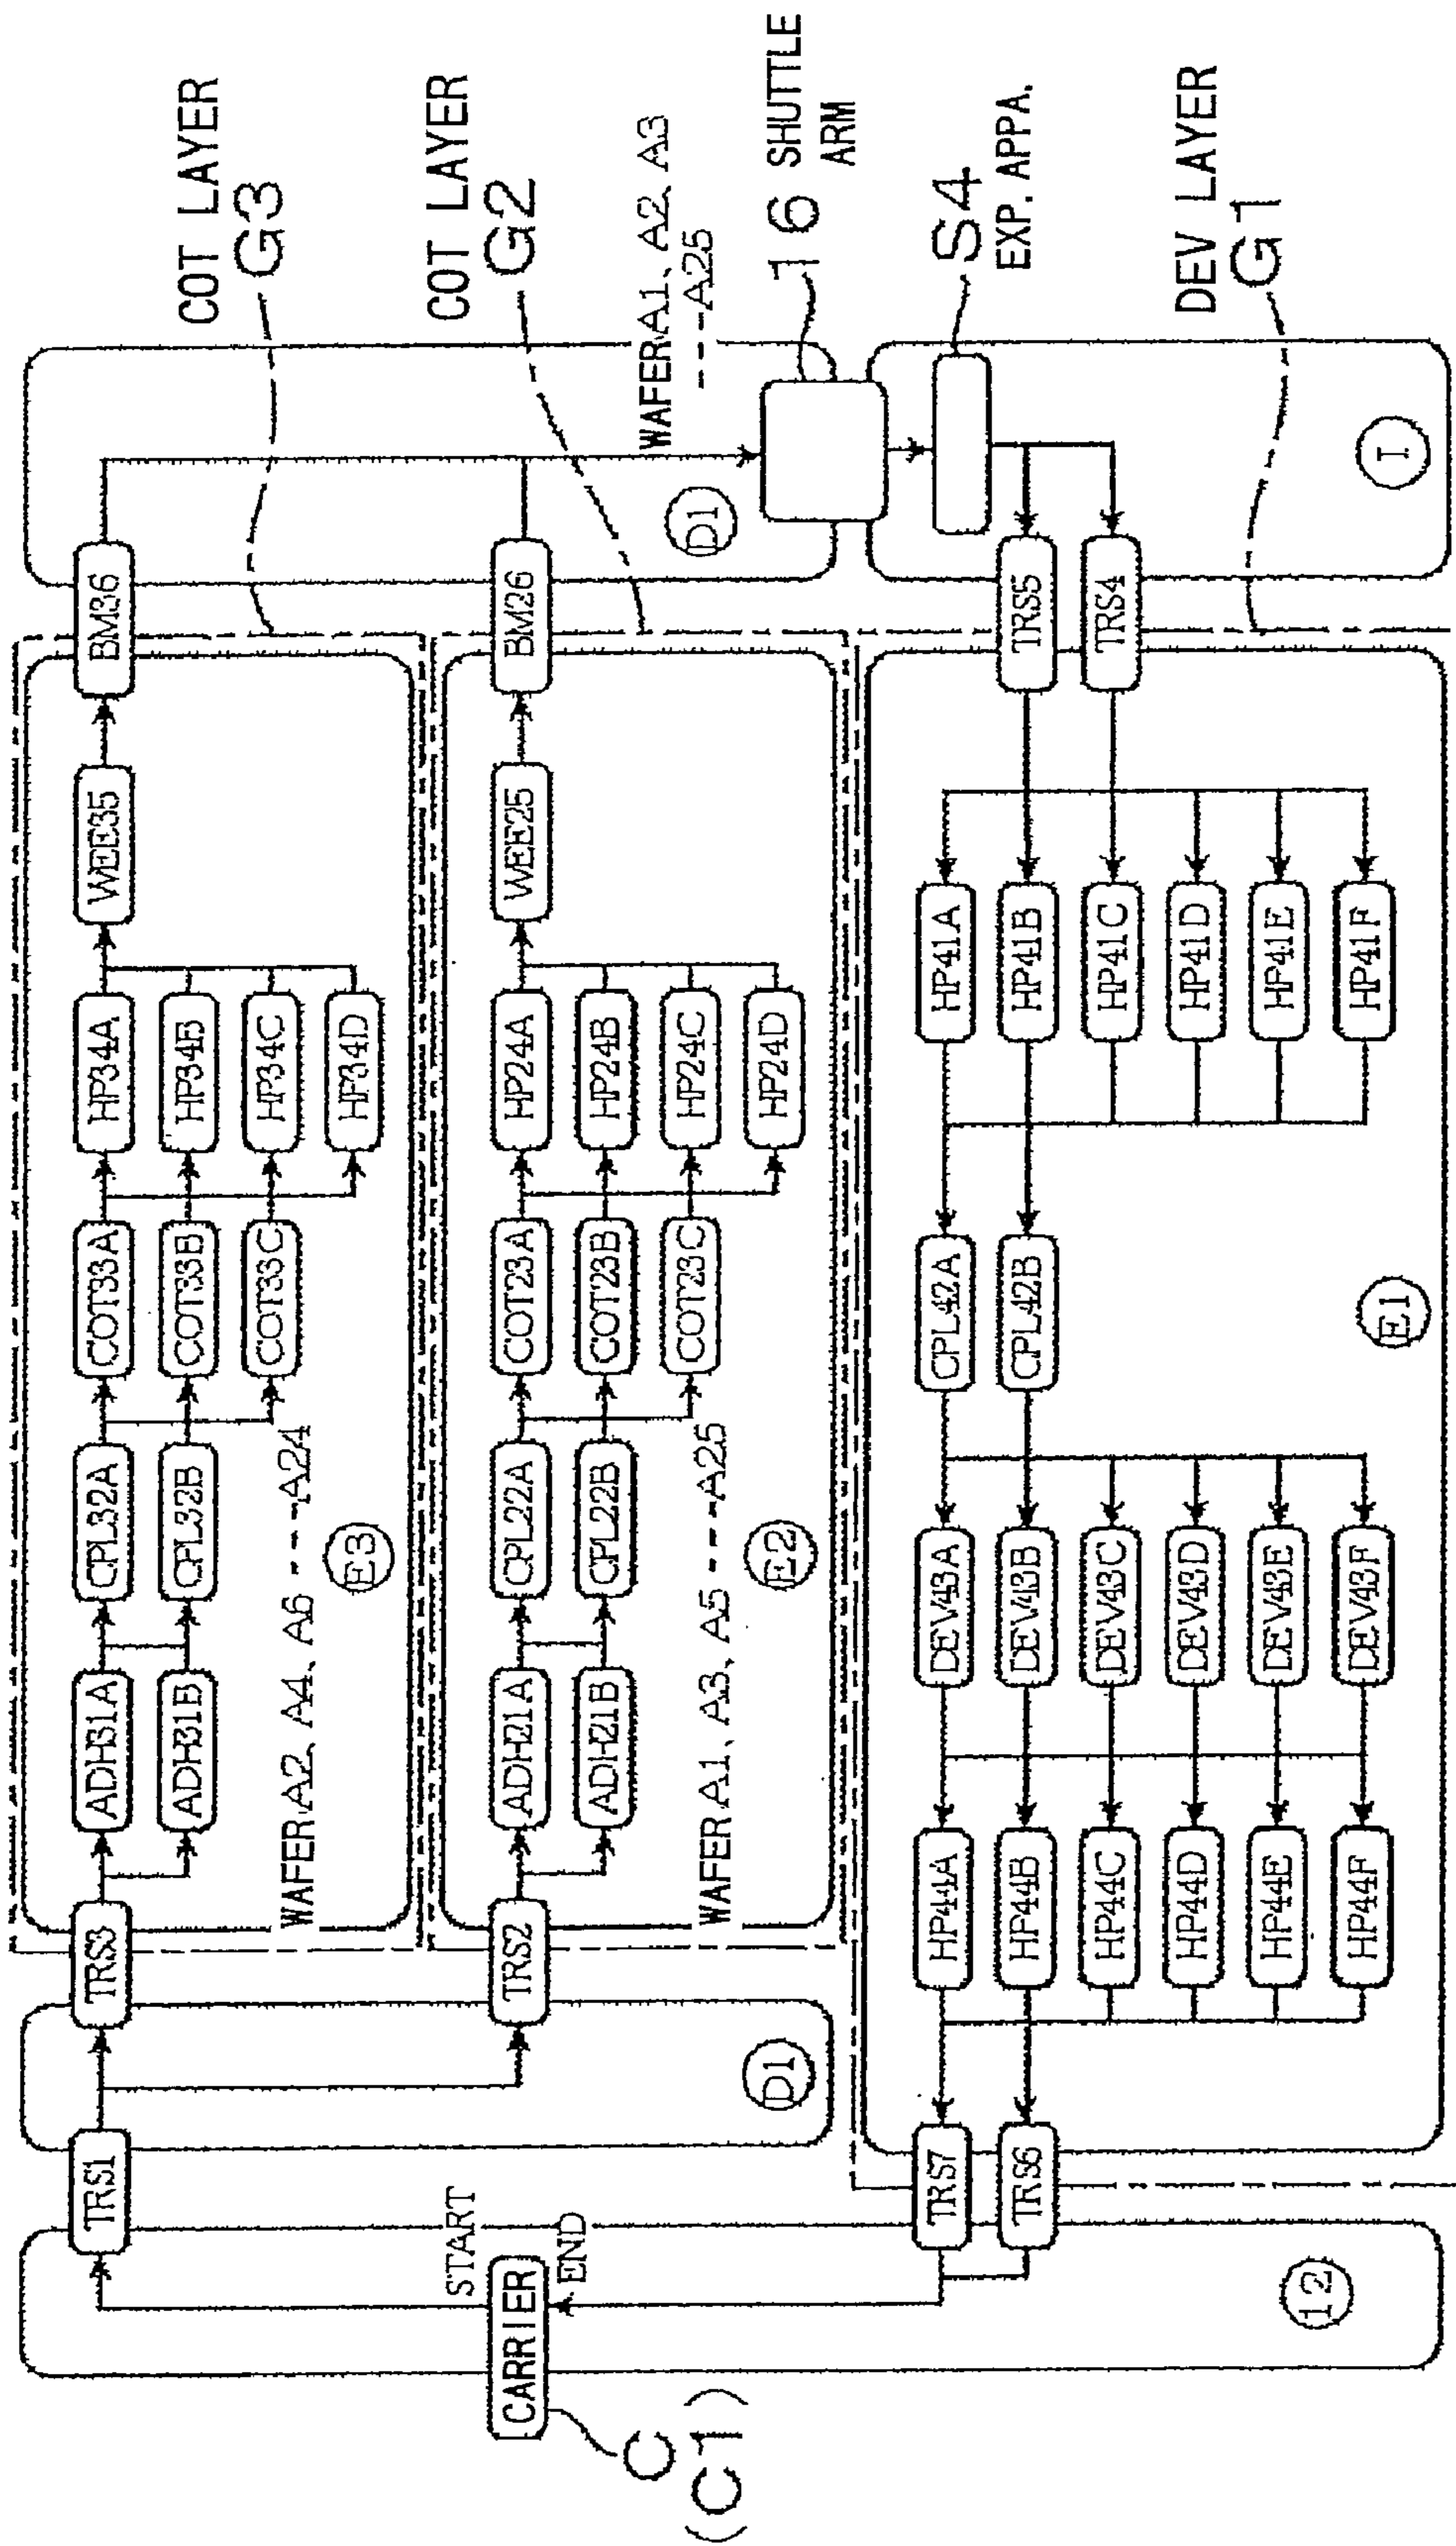 COT LAYER
G3
COT LAYER
G2
WAFER A1、A2、A3
---A25
16 SHUTTLE
ARM
S4
EXP. APPA.
DEV LAYER
G1
TRS3
ADH31A
ADH31B
CPL32A
CPL32B
COT33A
COT33B
COT33C
HP34A
HP34B
HP34C
HP34D
WEE35
BM36
WAFER A2、A4、A6 ---A24
E3
TRS2
ADH21A
ADH21B
CPL22A
CPL22B
COT23A
COT23B
COT23C
HP24A
HP24B
HP24C
HP24D
WEE25
BM26
WAFER A1、A3、A5 ---A25
E2
D1
D1
TRS1
START
CARRIER
END
C
(C1)
12
TRS7
TRS6
HP44A
HP44B
HP44C
HP44D
HP44E
HP44F
DEV43A
DEV43B
DEV43C
DEV43D
DEV43E
DEV43F
CPL42A
CPL42B
HP41A
HP41B
HP41C
HP41D
HP41E
HP41F
TRS5
TRS4
E1
I